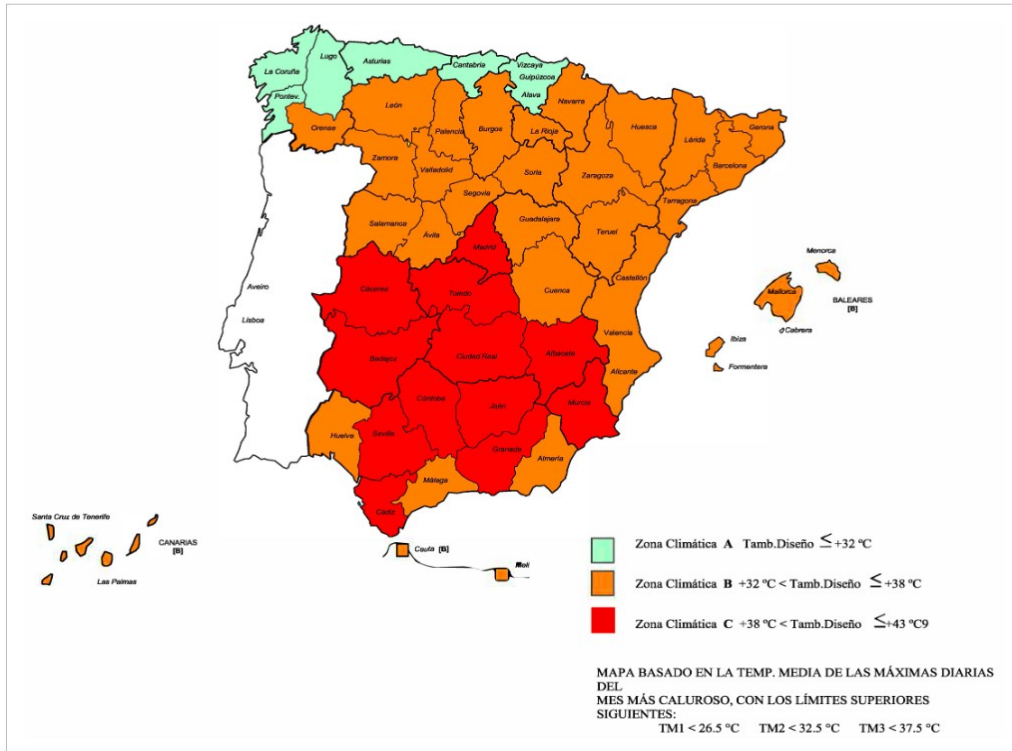 La Coruña
Lugo
Asturias
Cantabria
Vizcaya
Guipúzcoa
Alava
Pontev.
Orense
León
Palencia
Burgos
La Rioja
Navarra
Huesca
Lérida
Gerona
Barcelona
Zamora
Valladolid
Soria
Zaragoza
Tarragona
Segovia
Salamanca
Ávila
Guadalajara
Teruel
Madrid
Castellón
Menorca
Cáceres
Toledo
Cuenca
Mallorca
BALEARES
[B]
Cabrera
Aveiro
Lisboa
Valencia
Ibiza
Badajoz
Ciudad Real
Albacete
Alicante
Formentera
Córdoba
Jaén
Murcia
Huelva
Sevilla
Granada
Almería
Málaga
Cádiz
Santa Cruz de Tenerife
CANARIAS
[B]
Las Palmas
Ceuta [B]
Zona Climática A Tamb.Diseño ≤ +32 ºC
Zona Climática B +32 ºC < Tamb.Diseño ≤ +38 ºC
Zona Climática C +38 ºC < Tamb.Diseño ≤+43 ºC9
MAPA BASADO EN LA TEMP. MEDIA DE LAS MÁXIMAS DIARIAS
DEL
MES MÁS CALUROSO, CON LOS LÍMITES SUPERIORES
SIGUIENTES:
TM1 < 26.5 °C TM2 < 32.5 °C TM3 < 37.5 °C